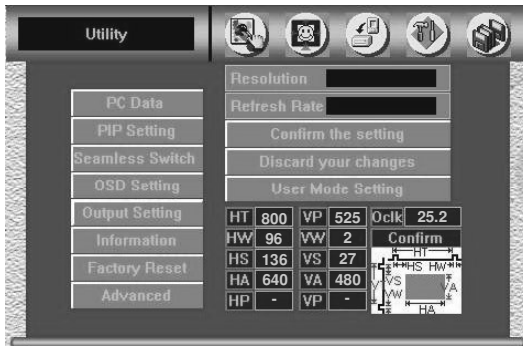 Utility
PC Data
PIP Setting
Seamless Switch
OSD Setting
Output Setting
Information
Factory Reset
Advanced
Resolution
Refresh Rate
Confirm the setting
Discard your changes
User Mode Setting
HT 800 VP 525 Oclk 25.2
HW 96 VW 2 Confirm
HS 136 VS 27
HA 640 VA 480
HP - VP -
HT
HS HW
V VS VA
VW
HA